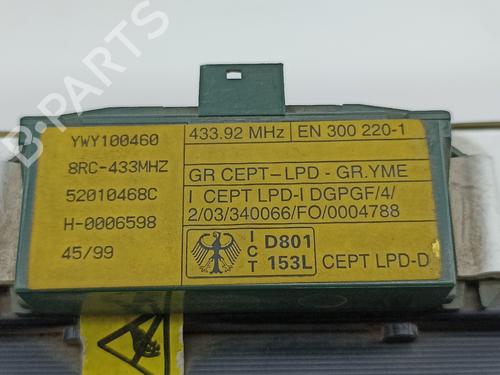 B-PARTS
YWY100460
8RC-433MHZ
52010468C
H-0006598
45/99
433.92 MHz EN 300 220-1
GR CEPT-LPD - GR.YME
I CEPT LPD-I DGPGF/4/
2/03/340066/FO/0004788
ICT D801
153L CEPT LPD-D